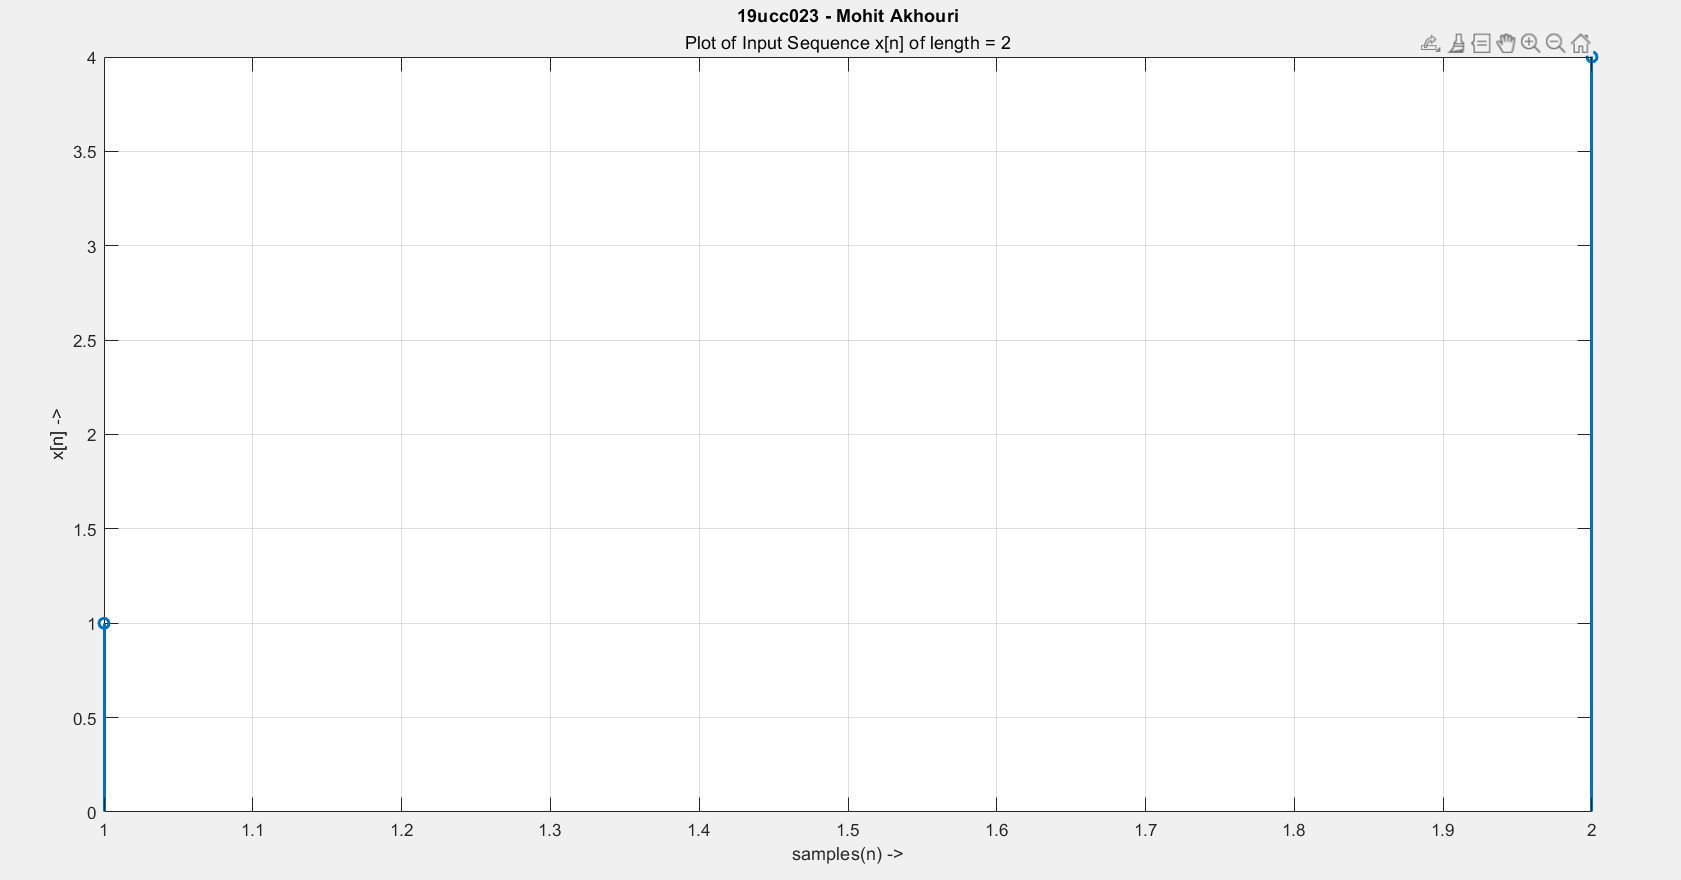 19ucc023 - Mohit Akhouri
Plot of Input Sequence x[n] of length = 2
4
3.5
3
2.5
2
1.5
1
0.5
0
x[n] ->
1 1.1 1.2 1.3 1.4 1.5 1.6 1.7 1.8 1.9 2
samples(n) ->